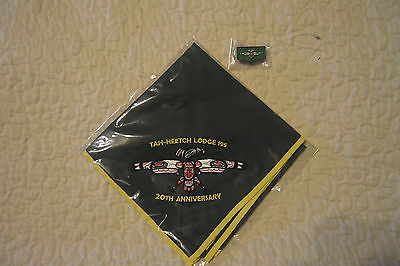 TAH-HEETCH LODGE 195
20TH ANNIVERSARY